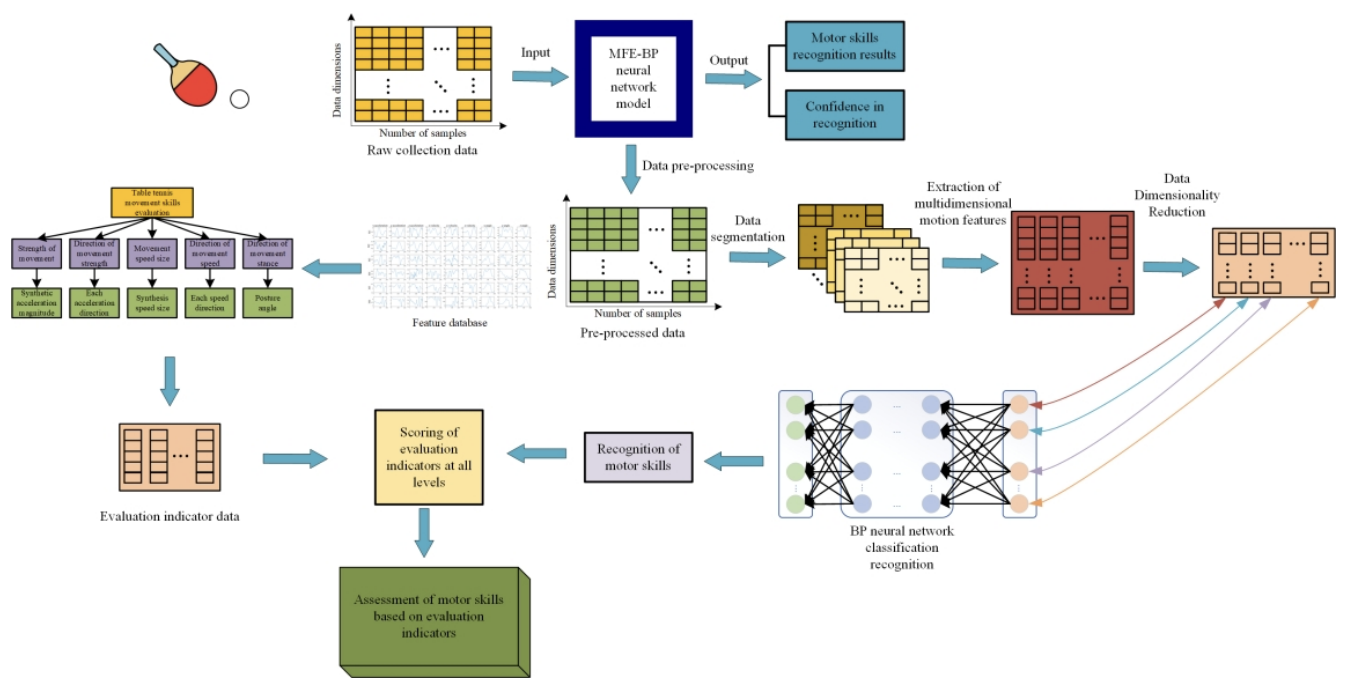 Data dimensions
Number of samples
Raw collection data
Input
MFE-BP
neural
network
model
Output
Motor skills
recognition results
Confidence in
recognition
Data pre-processing
Table tennis
movement skills
evaluation
Strength of
movement
Direction of
movement
strength
Movement
speed size
Direction of
movement
speed
Direction of
movement
stance
Synthetic
acceleration
magnitude
Each
acceleration
direction
Synthesis
speed size
Each speed
direction
Posture
angle
Feature database
Data dimensions
Number of samples
Pre-processed data
Data
segmentation
Extraction of
multidimensional
motion features
Data
Dimensionality
Reduction
Evaluation indicator data
Scoring of
evaluation
indicators at all
levels
Recognition of
motor skills
BP neural network
classification
recognition
Assessment of motor skills
based on evaluation
indicators